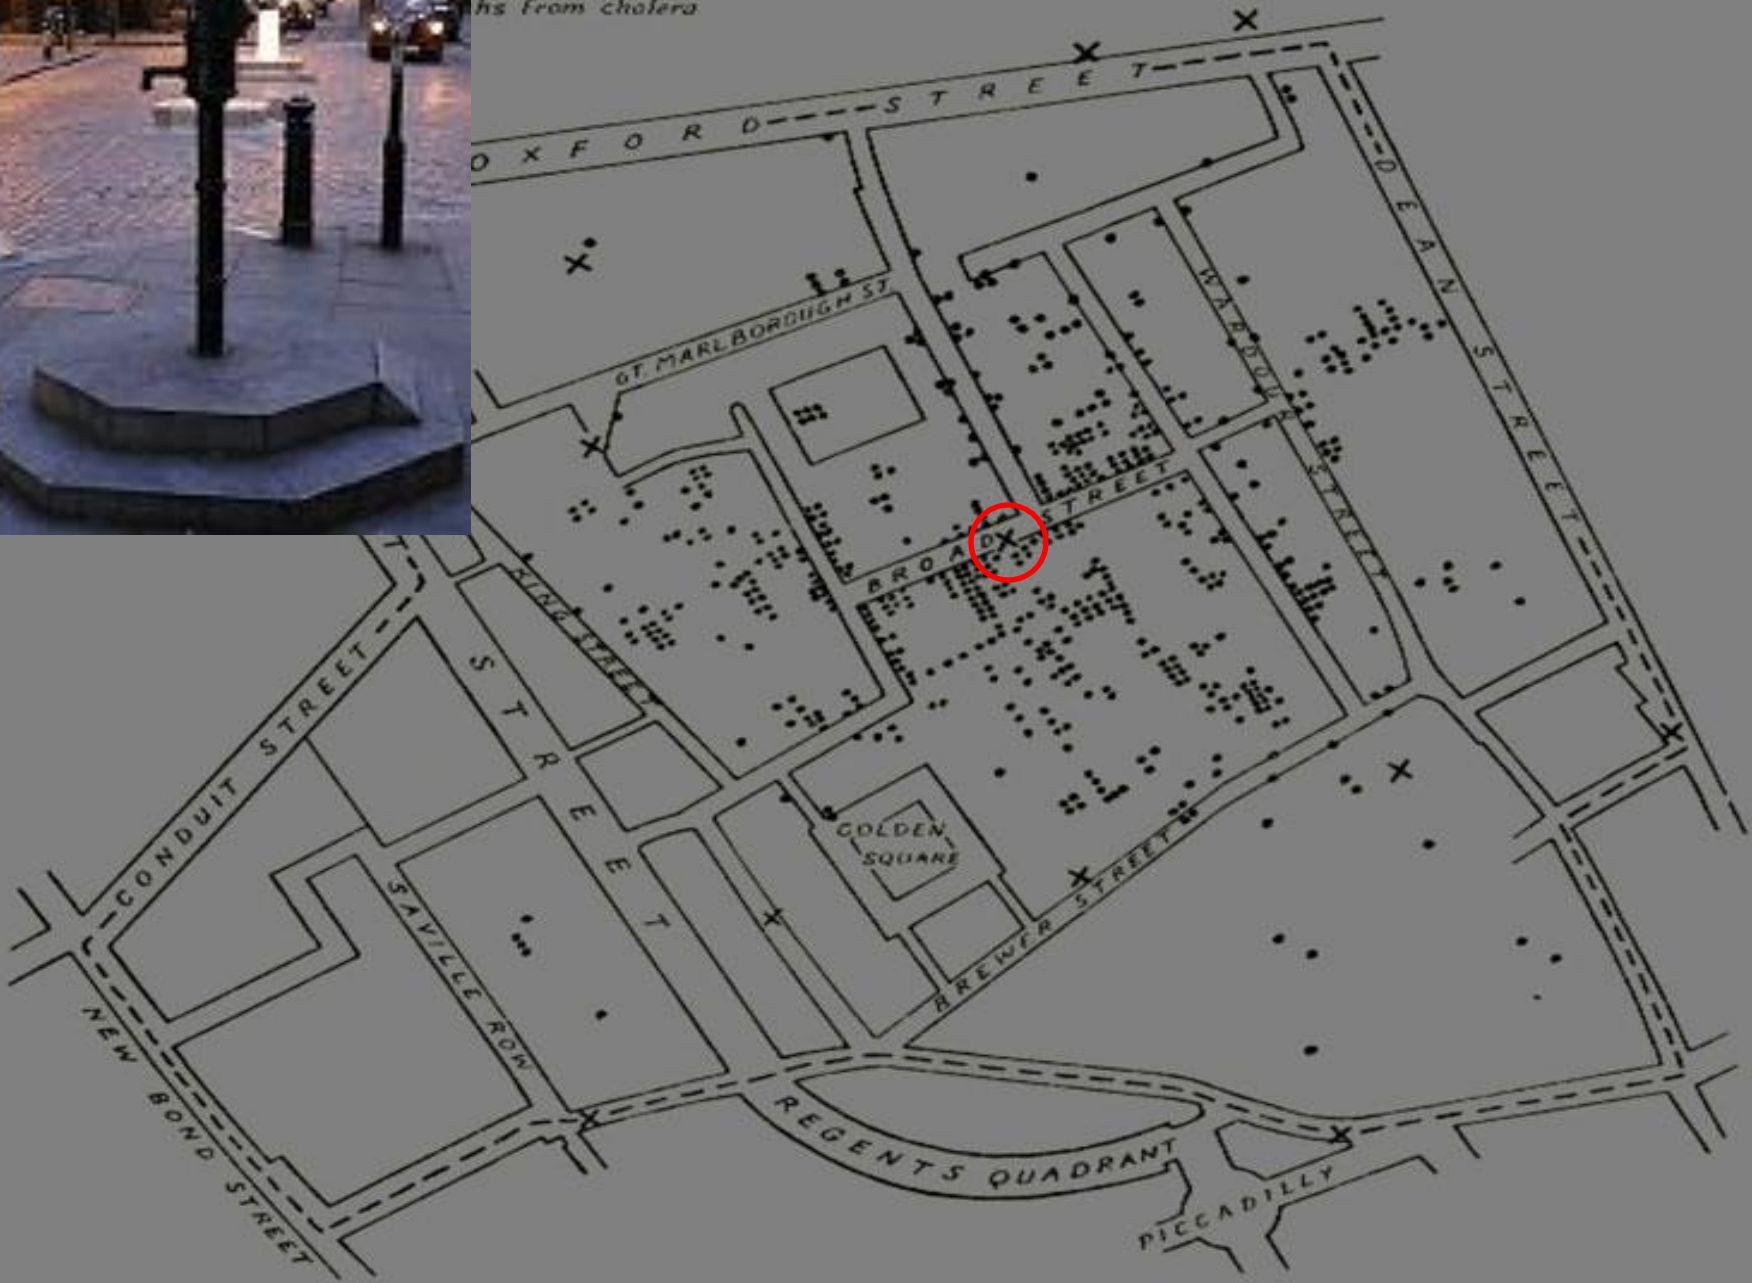 hs from cholera
OXFORD STREET
DEAN STREET
GT. MARLBOROUGH ST.
WARDOUR STREET
BROAD STREET
KING STREET
STREET
CONDUIT STREET
GOLDEN
SQUARE
BREWER STREET
SAVILLE ROW
NEW BOND STREET
REGENTS QUADRANT
PICCADILLY